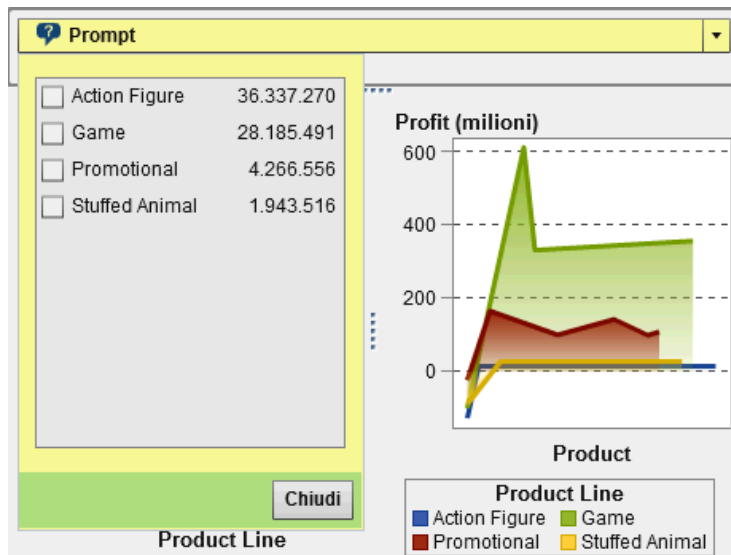 Prompt
Action Figure 36.337.270
Game 28.185.491
Promotional 4.266.556
Stuffed Animal 1.943.516
Chiudi
Product Line
Profit (milioni)
600
400
200
0
Product
Product Line
Action Figure Game
Promotional Stuffed Animal